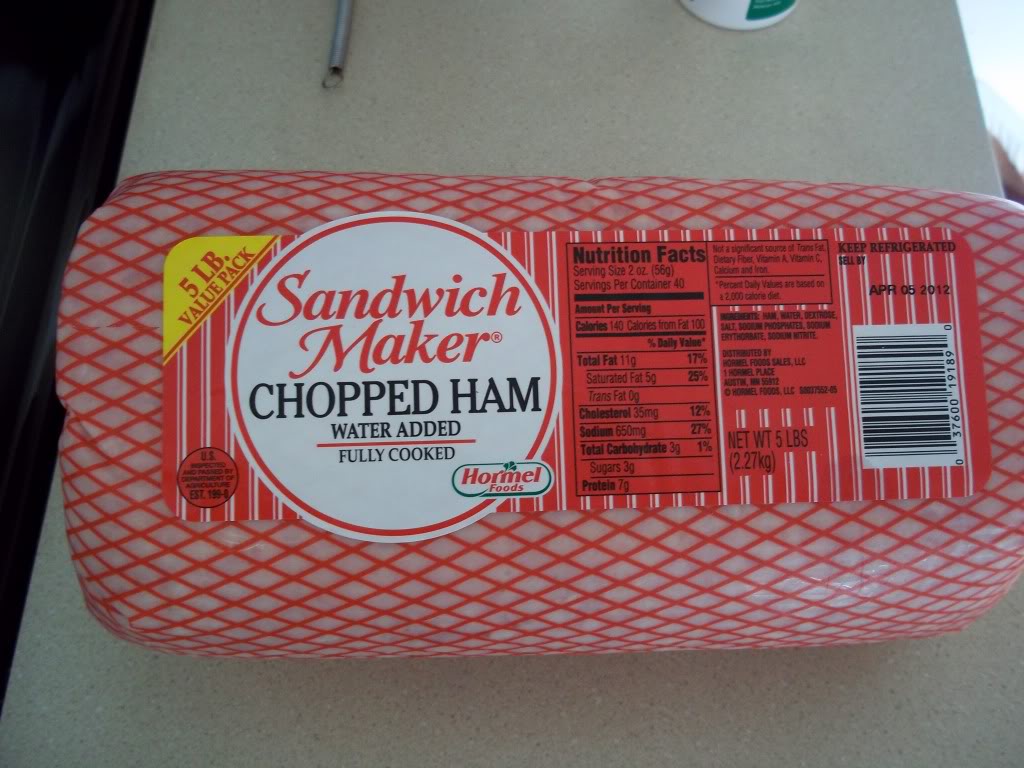 5 LB.
VALUE PACK
Sandwich
Maker®
CHOPPED HAM
WATER ADDED
FULLY COOKED
Hormel
Foods
U.S.
INSPECTED
AND PASSED BY
DEPARTMENT OF
AGRICULTURE
Nutrition Facts
Serving Size 2 oz. (56g)
Servings Per Container 40
Amount Per Serving
Calories 140 Calories from Fat 100
% Daily Value*
Total Fat 11g 17%
Saturated Fat 5g 25%
Trans Fat 0g
Cholesterol 35mg 12%
Sodium 650mg 27%
Total Carbohydrate 3g 1%
Sugars 3g
Protein 7g
Not a significant source of Trans Fat,
Dietary Fiber, Vitamin A, Vitamin C,
Calcium and Iron.
*Percent Daily Values are based on
a 2,000 calorie diet.
INGREDIENTS: HAM, WATER, DEXTROSE,
SALT, SODIUM PHOSPHATES, SODIUM
ERYTHORBATE, SODIUM NITRITE.
DISTRIBUTED BY
HORMEL FOODS SALES, LLC
1 HORMEL PLACE
AUSTIN, MN 55912
© HORMEL FOODS, LLC
NET WT 5 LBS
(2.27kg)
KEEP REFRIGERATED
SELL BY
APR 05 2012
0 37600 19189 0